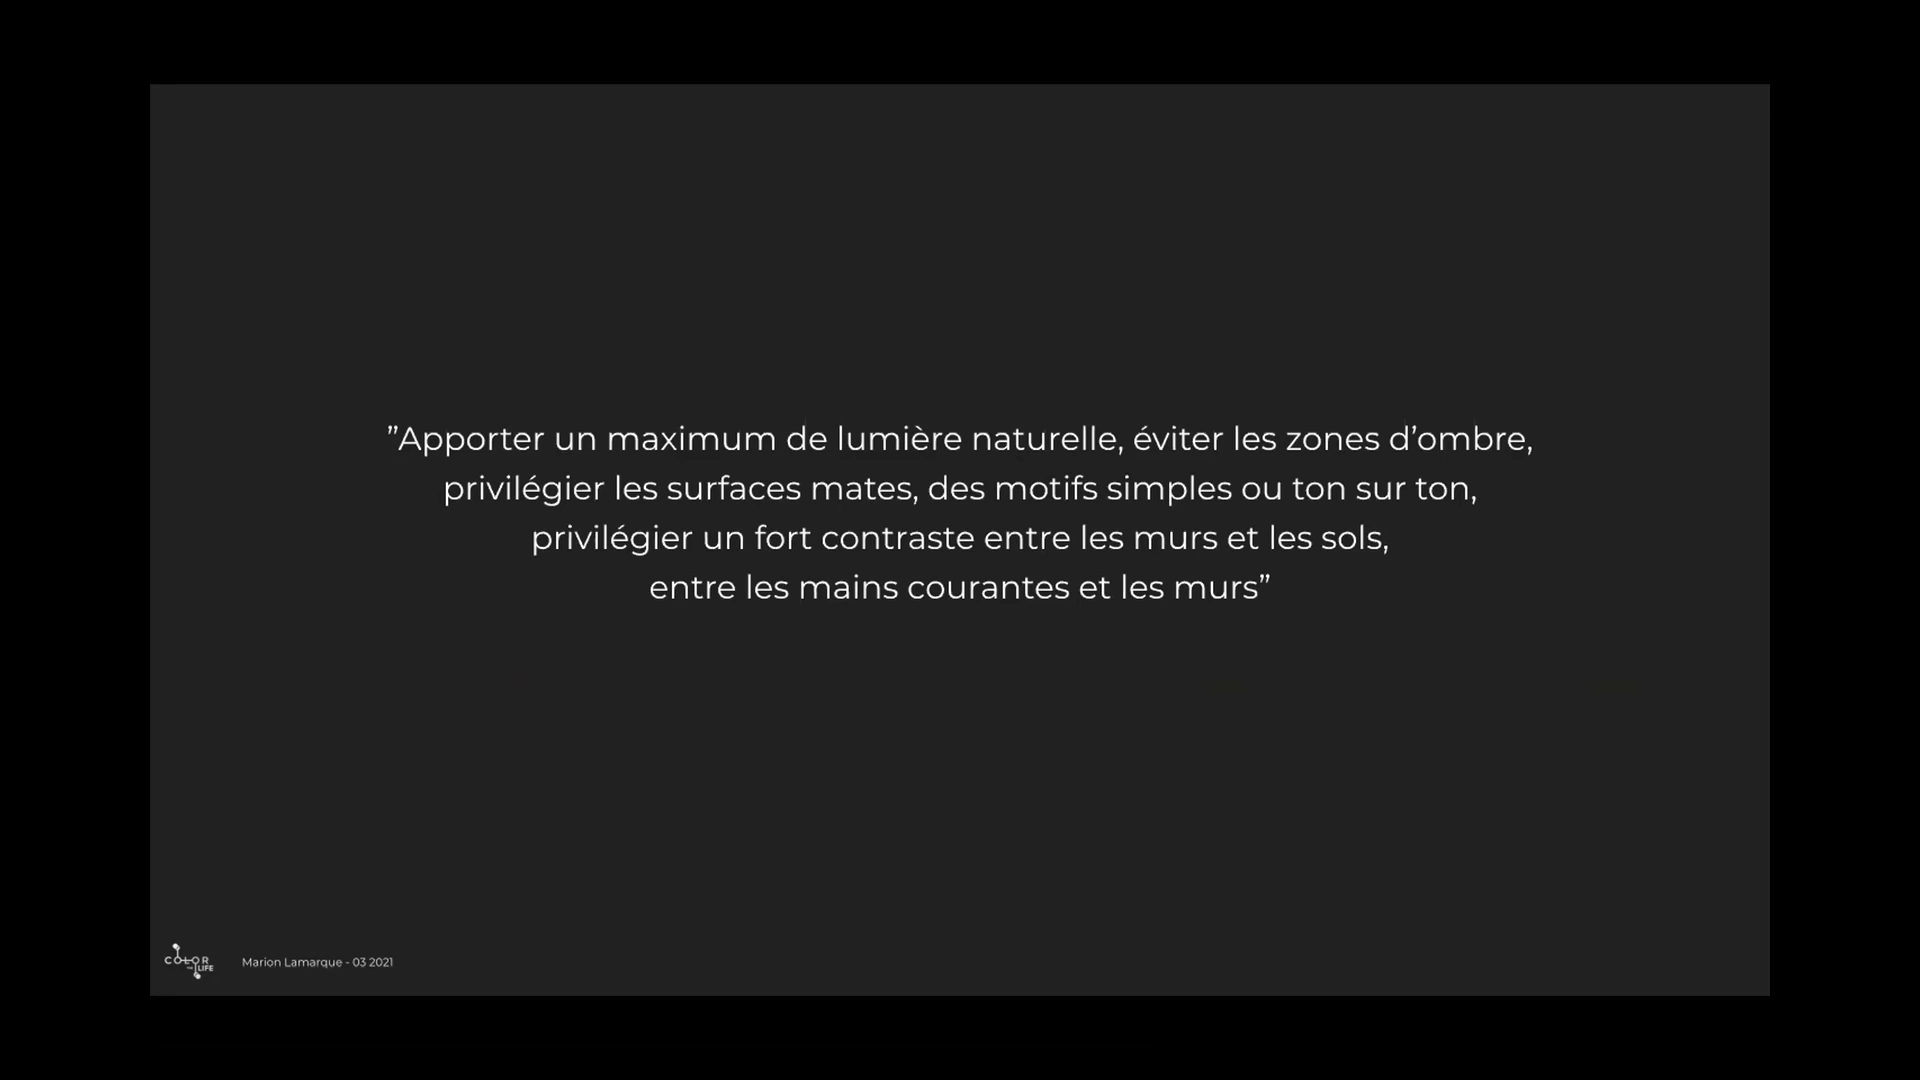 ”Apporter un maximum de lumière naturelle, éviter les zones d’ombre,
privilégier les surfaces mates, des motifs simples ou ton sur ton,
privilégier un fort contraste entre les murs et les sols,
entre les mains courantes et les murs”
COLOR
THE LIFE
Marion Lamarque - 03 2021